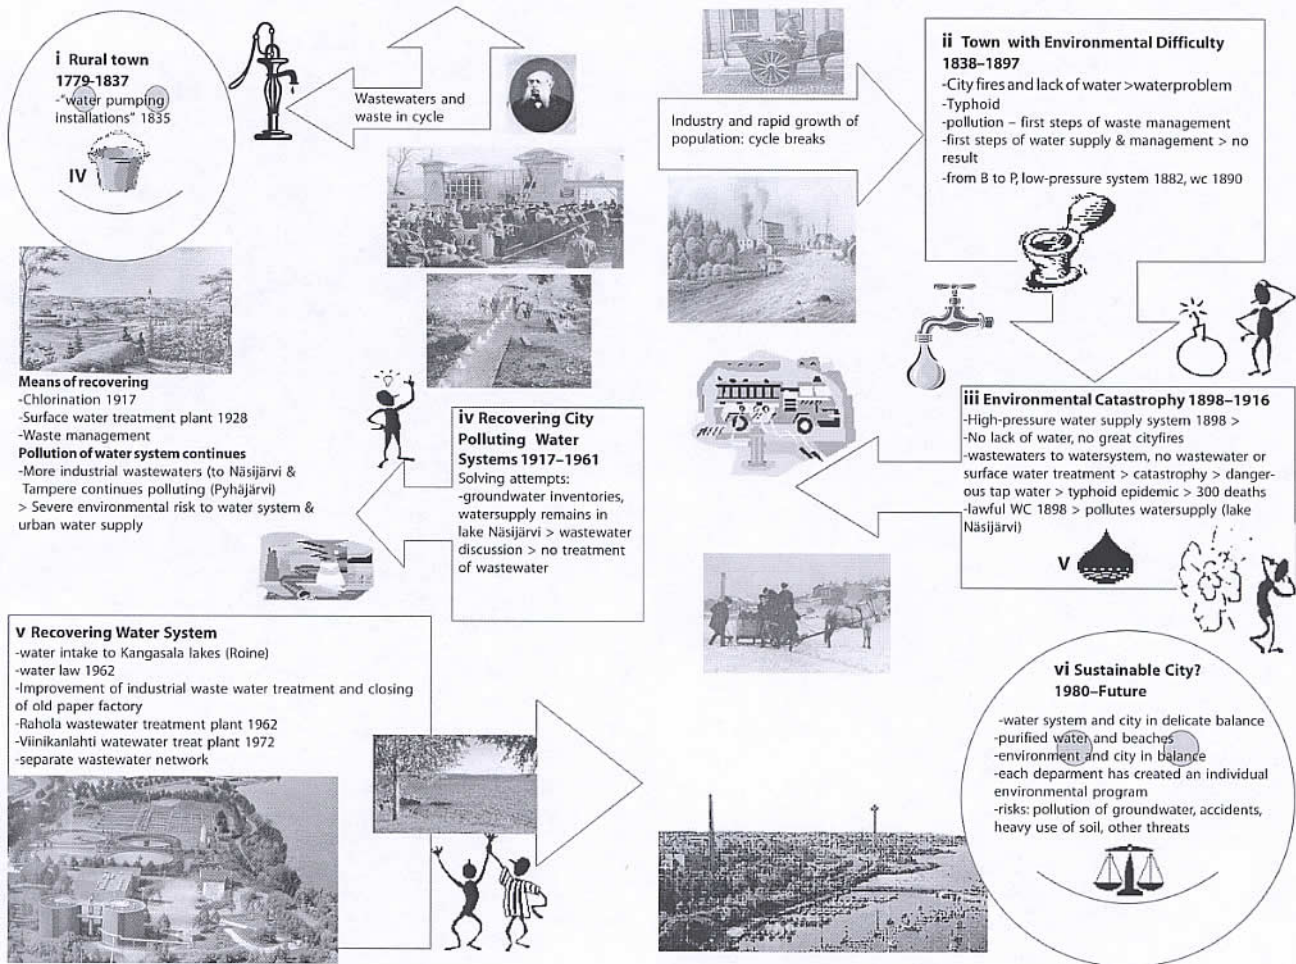 i Rural town
1779-1837
-"water pumping
installations" 1835
IV
Wastewaters and
waste in cycle
Industry and rapid growth of
population: cycle breaks
ii Town with Environmental Difficulty
1838–1897
-City fires and lack of water >waterproblem
-Typhoid
-pollution – first steps of waste management
-first steps of water supply & management > no
result
-from B to P, low-pressure system 1882, wc 1890
iii Environmental Catastrophy 1898–1916
-High-pressure water supply system 1898 >
-No lack of water, no great cityfires
-wastewaters to watersystem, no wastewater or
surface water treatment > catastrophy > danger-
ous tap water > typhoid epidemic > 300 deaths
-lawful WC 1898 > pollutes watersupply (lake
Näsijärvi)
V
iv Recovering City
Polluting Water
Systems 1917–1961
Solving attempts:
-groundwater inventories,
watersupply remains in
lake Näsijärvi > wastewater
discussion > no treatment
of wastewater
Means of recovering
-Chlorination 1917
-Surface water treatment plant 1928
-Waste management
Pollution of water system continues
-More industrial wastewaters (to Näsijärvi &
Tampere continues polluting (Pyhäjärvi)
> Severe environmental risk to water system &
urban water supply
v Recovering Water System
-water intake to Kangasala lakes (Roine)
-water law 1962
-Improvement of industrial waste water treatment and closing
of old paper factory
-Rahola wastewater treatment plant 1962
-Viinikanlahti watewater treat plant 1972
-separate wastewater network
vi Sustainable City?
1980–Future
-water system and city in delicate balance
-purified water and beaches
-environment and city in balance
-each deparment has created an individual
environmental program
-risks: pollution of groundwater, accidents,
heavy use of soil, other threats